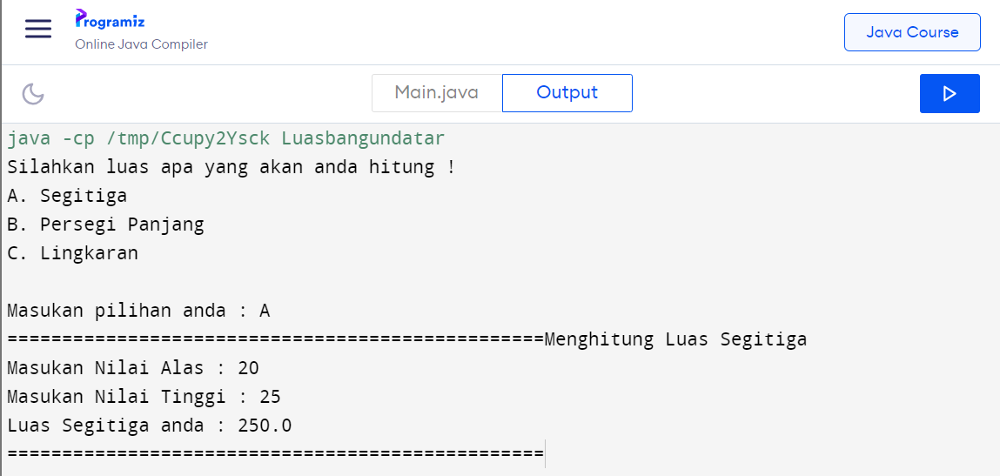 Programiz
Online Java Compiler
Java Course
Main.java
Output
java -cp /tmp/Ccupy2Ysck Luasbangundatar
Silahkan luas apa yang akan anda hitung !
A. Segitiga
B. Persegi Panjang
C. Lingkaran
Masukan pilihan anda : A
=================================================Menghitung Luas Segitiga
Masukan Nilai Alas : 20
Masukan Nilai Tinggi : 25
Luas Segitiga anda : 250.0
=================================================